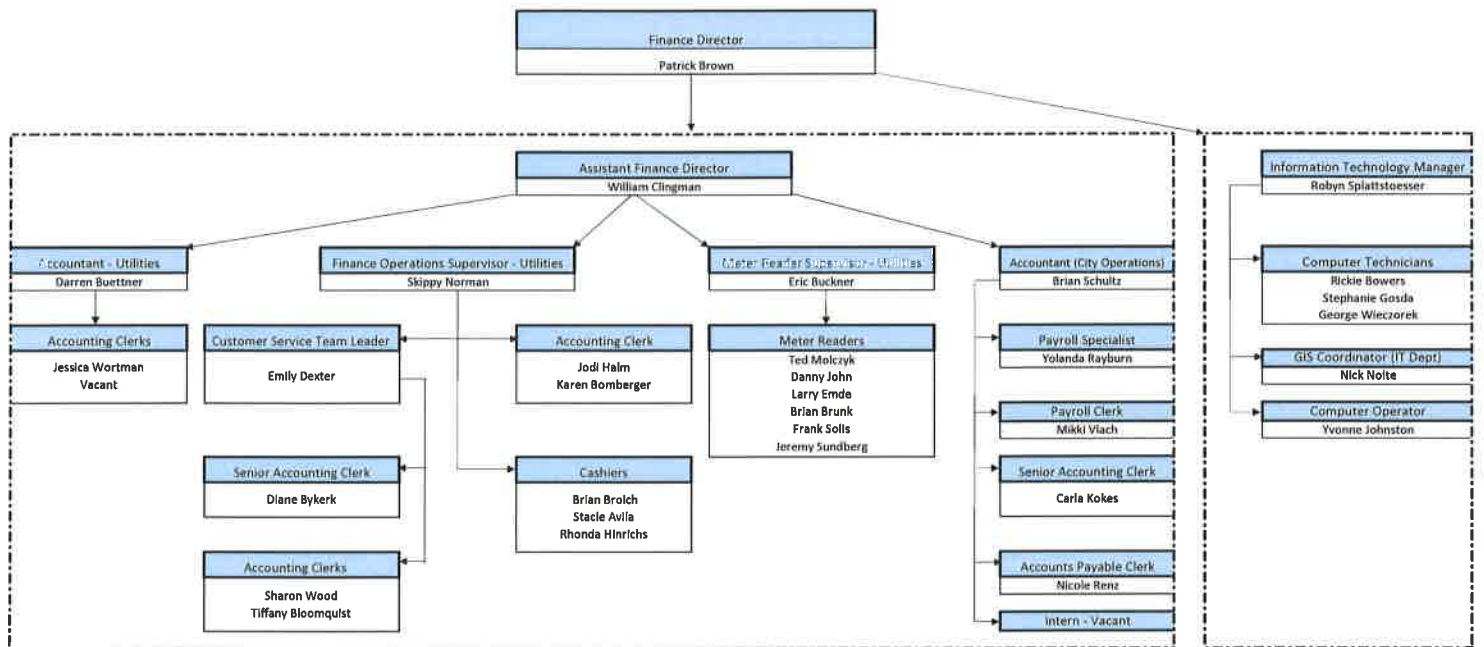 Finance Director
Patrick Brown
Assistant Finance Director
William Clingman
Information Technology Manager
Robyn Splattstoesser
Accountant - Utilities
Darren Buettner
Finance Operations Supervisor - Utilities
Skippy Norman
Meter Reader Supervisor - Utilities
Eric Buckner
Accountant (City Operations)
Brian Schultz
Computer Technicians
Rickie Bowers
Stephanie Gosda
George Wieczorek
Accounting Clerks
Jessica Wortman
Vacant
Customer Service Team Leader
Emily Dexter
Accounting Clerk
Jodi Halm
Karen Bomberger
Meter Readers
Ted Molczyk
Danny John
Larry Emde
Brian Brunk
Frank Solis
Jeremy Sundberg
Payroll Specialist
Yolanda Rayburn
GIS Coordinator (IT Dept)
Nick Nolte
Payroll Clerk
Mikki Vlach
Computer Operator
Yvonne Johnston
Senior Accounting Clerk
Diane Bykerk
Cashiers
Brian Broich
Stacie Avila
Rhonda Hinrichs
Senior Accounting Clerk
Carla Kokes
Accounting Clerks
Sharon Wood
Tiffany Bloomquist
Accounts Payable Clerk
Nicole Renz
Intern - Vacant